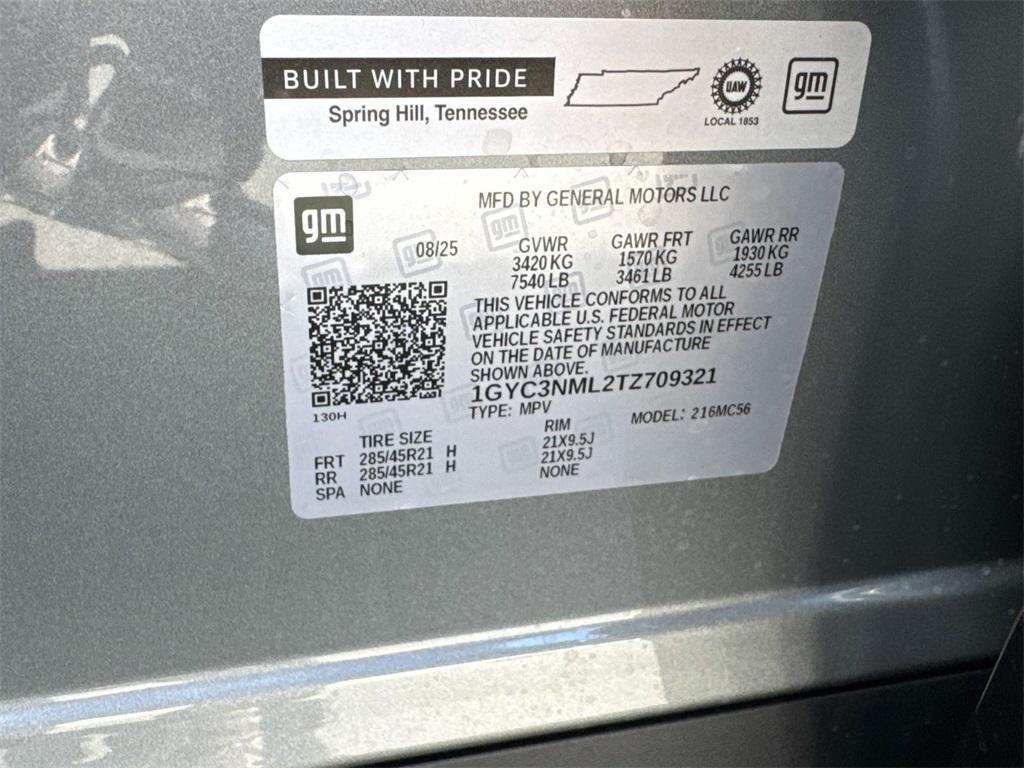 BUILT WITH PRIDE
Spring Hill, Tennessee
UAW
LOCAL 1853
gm
gm
MFD BY GENERAL MOTORS LLC
08/25
GVWR
3420 KG
7540 LB
GAWR FRT
1570 KG
3461 LB
GAWR RR
1930 KG
4255 LB
THIS VEHICLE CONFORMS TO ALL
APPLICABLE U.S. FEDERAL MOTOR
VEHICLE SAFETY STANDARDS IN EFFECT
ON THE DATE OF MANUFACTURE
SHOWN ABOVE.
1GYC3NML2TZ709321
TYPE: MPV
MODEL: 216MC56
130H
TIRE SIZE
RIM
FRT 285/45R21 H 21X9.5J
RR 285/45R21 H 21X9.5J
SPA NONE NONE